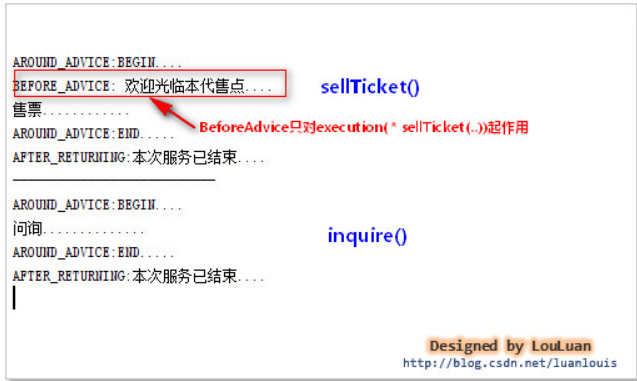 AROUND_ADVICE:BEGIN....
BEFORE_ADVICE: 欢迎光临本代售点....
sellTicket()
售票............
BeforeAdvice只对execution( * sellTicket(..))起作用
AROUND_ADVICE:END.....
AFTER_RETURNING:本次服务已结束....
-----------------------------
AROUND_ADVICE:BEGIN....
问询..............
inquire()
AROUND_ADVICE:END.....
AFTER_RETURNING:本次服务已结束....
Designed by LouLuan
http://blog.csdn.net/luanlouis